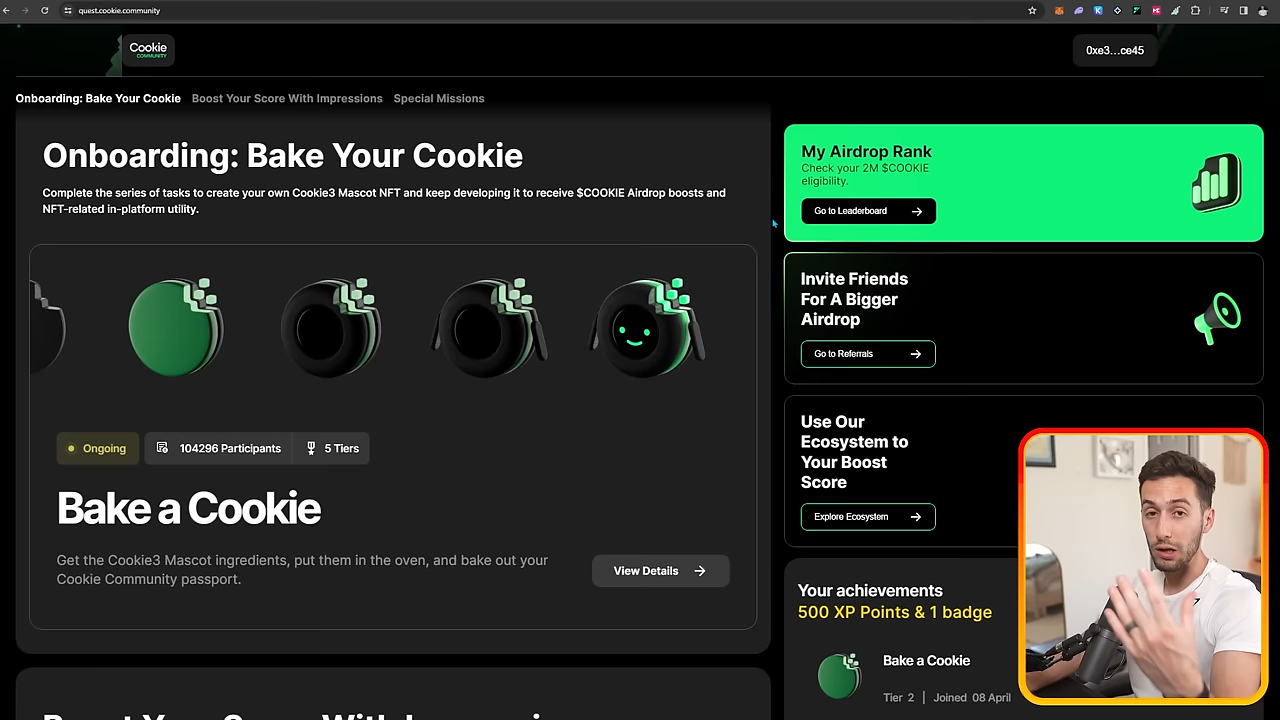 quest.cookie.community
Cookie
COMMUNITY
0xe3...ce45
Onboarding: Bake Your Cookie
Boost Your Score With Impressions
Special Missions
Onboarding: Bake Your Cookie
Complete the series of tasks to create your own Cookie3 Mascot NFT and keep developing it to receive $COOKIE Airdrop boosts and
NFT-related in-platform utility.
Ongoing
104296 Participants
5 Tiers
Bake a Cookie
Get the Cookie3 Mascot ingredients, put them in the oven, and bake out your
Cookie Community passport.
View Details
My Airdrop Rank
Check your 2M $COOKIE
eligibility.
Go to Leaderboard
Invite Friends
For A Bigger
Airdrop
Go to Referrals
Use Our
Ecosystem to
Your Boost
Score
Explore Ecosystem
Your achievements
500 XP Points & 1 badge
Bake a Cookie
Tier 2 | Joined 08 April